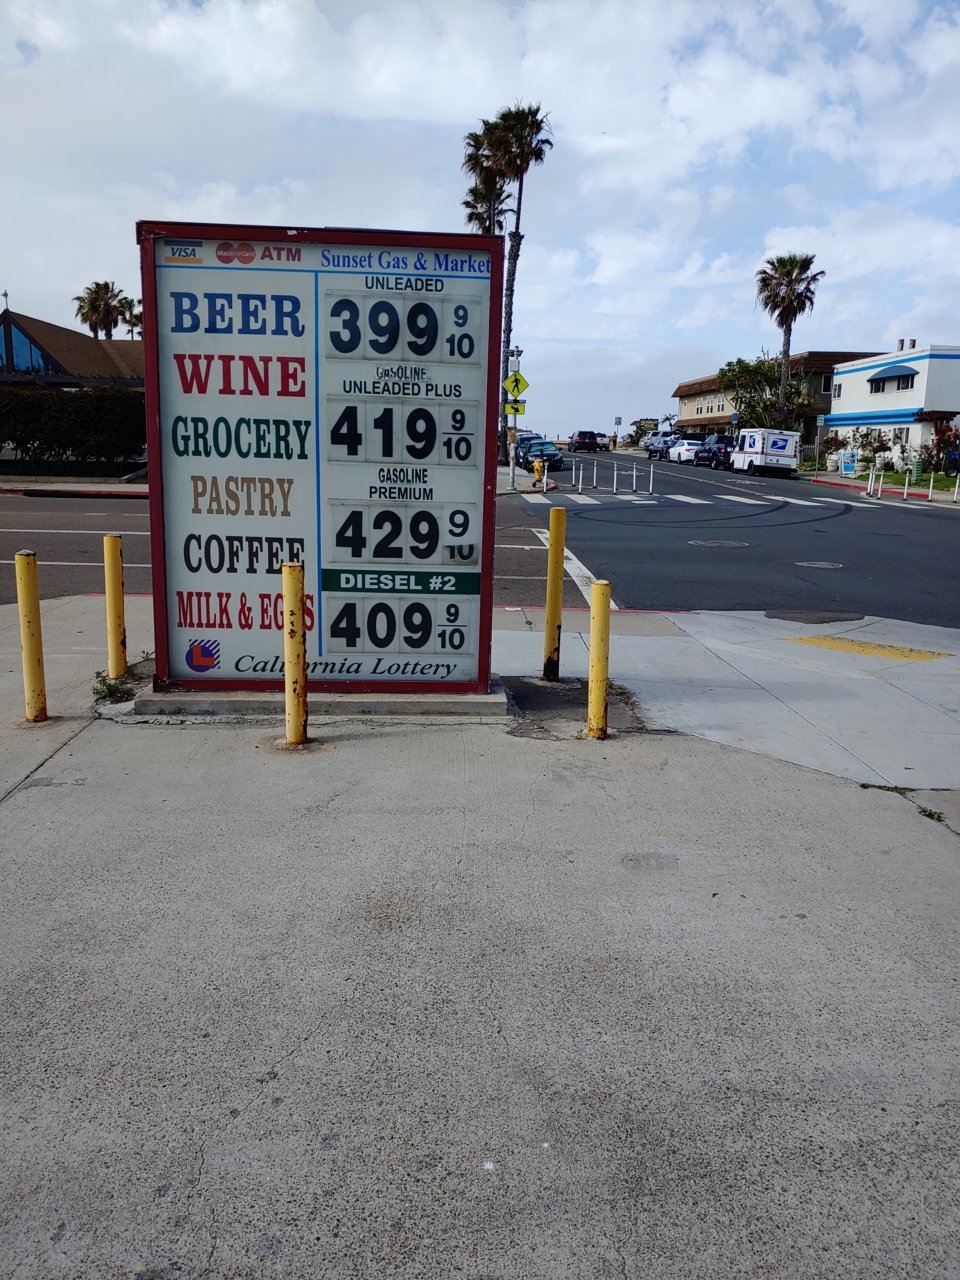 VISA MasterCard ATM
Sunset Gas & Market
BEER
WINE
GROCERY
PASTRY
COFFEE
MILK & EGGS
UNLEADED
399 9/10
GASOLINE
UNLEADED PLUS
419 9/10
GASOLINE
PREMIUM
429 9/10
DIESEL #2
409 9/10
L
California Lottery